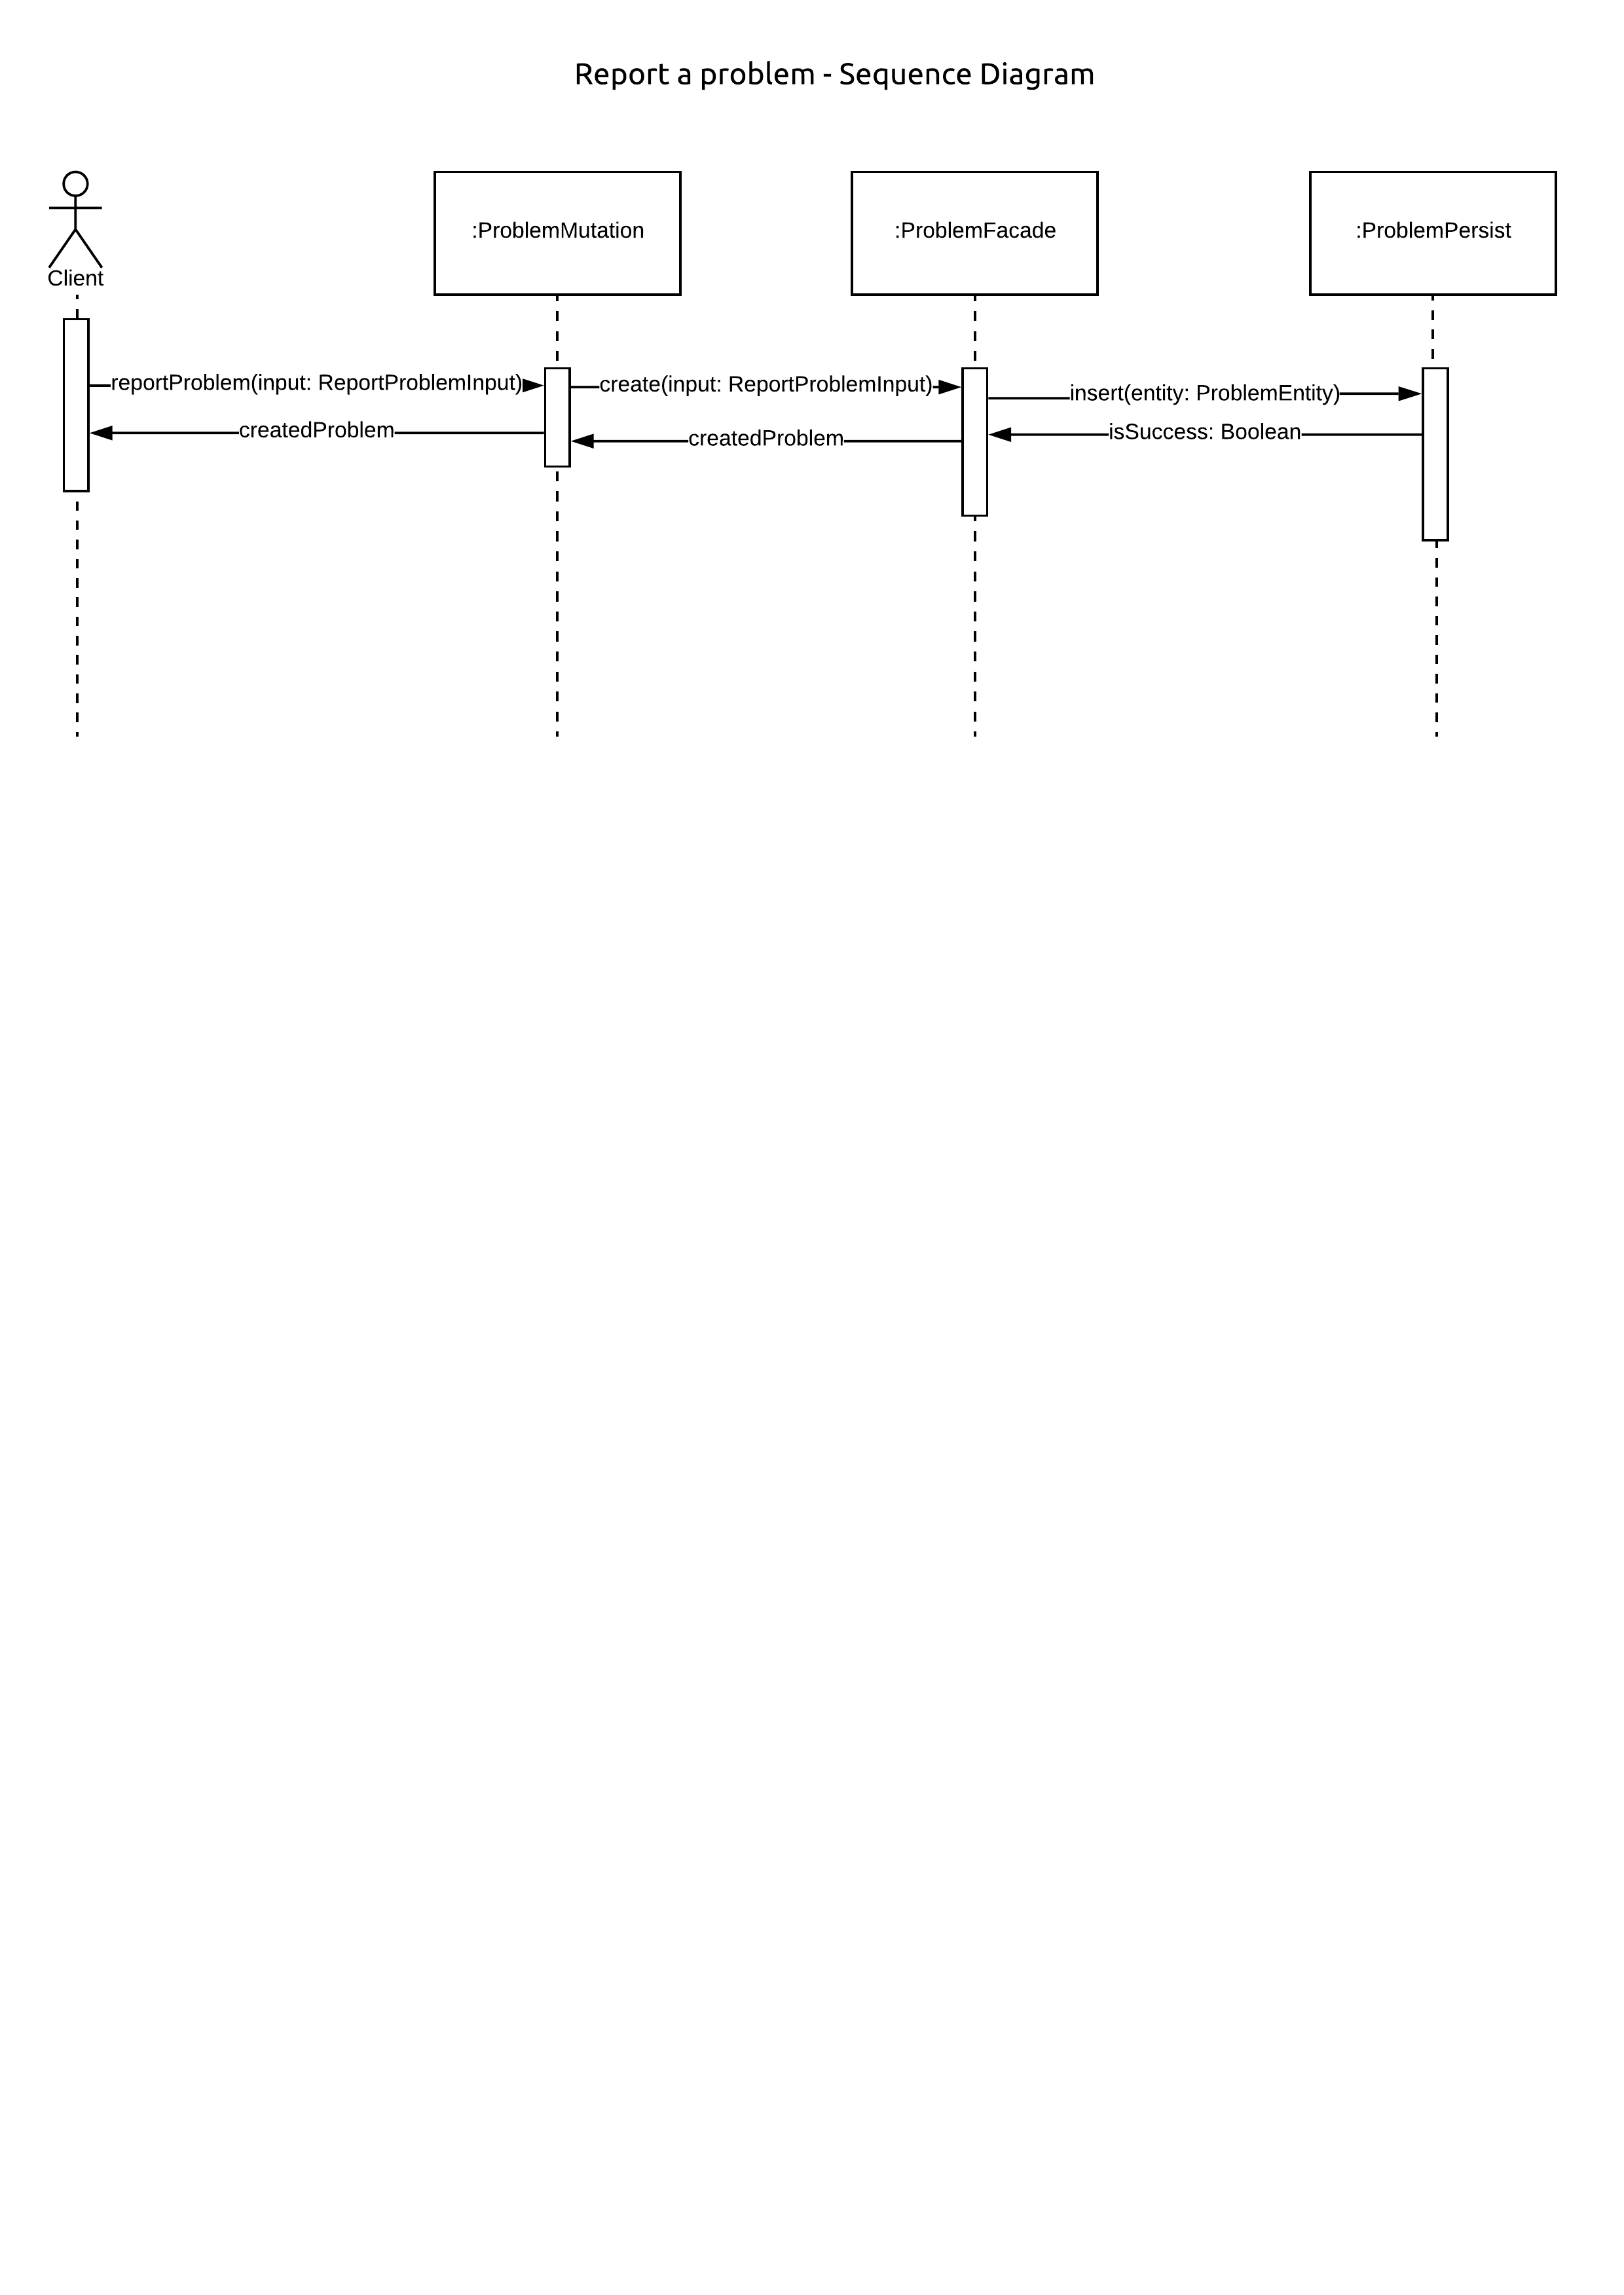 Report a problem - Sequence Diagram
Client
:ProblemMutation
:ProblemFacade
:ProblemPersist
reportProblem(input: ReportProblemInput)
create(input: ReportProblemInput)
insert(entity: ProblemEntity)
createdProblem
createdProblem
isSuccess: Boolean